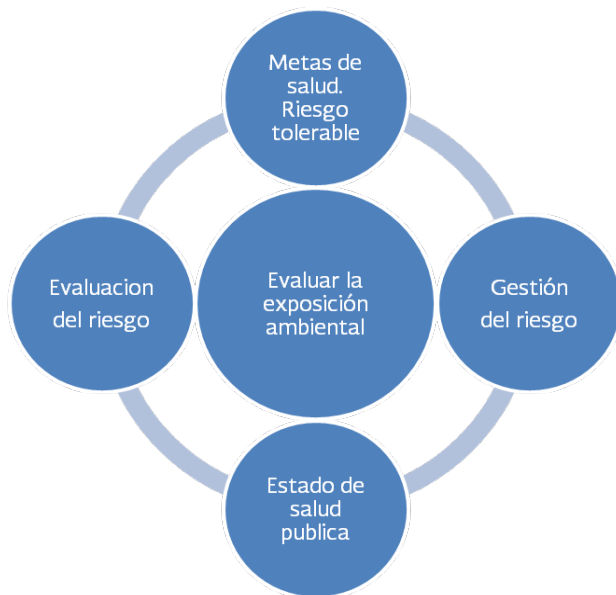 Metas de
salud.
Riesgo
tolerable
Evaluacion
del riesgo
Evaluar la
exposición
ambiental
Gestión
del riesgo
Estado de
salud
publica